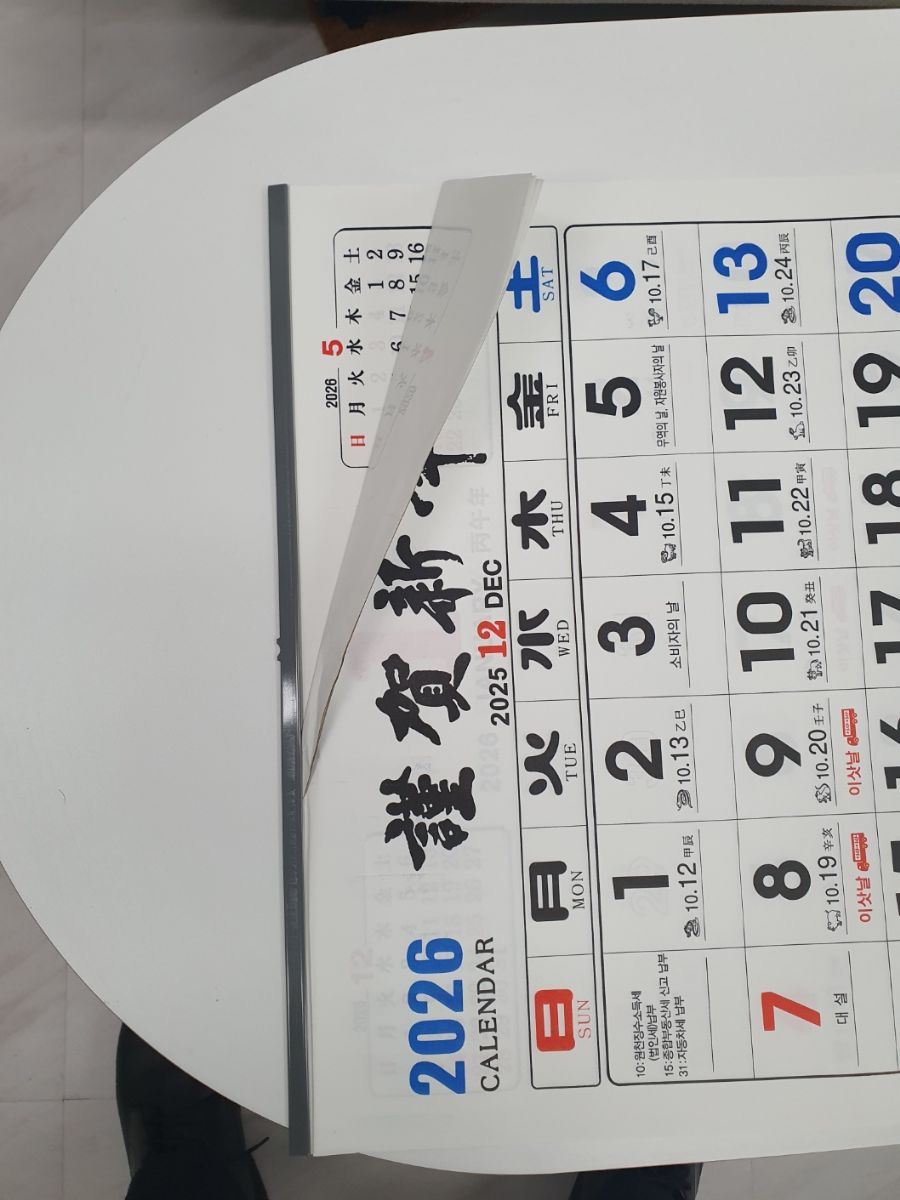 2026 5
日 月 火 水 木 金 土
1 2
6 7 8 9
15 16
謹賀新年
2026
CALENDAR
2025 12 DEC
日 月 火 水 木 金 土
SUN MON TUE WED THU FRI SAT
10:원천징수소득세
(법인세)납부
15:종합부동산세 신고 납부
31:자동차세 납부
1 2 3 4 5 6
10.12 甲辰 10.13 乙巳 소비자의 날 10.15 丁未 무역의 날, 자원봉사자의 날 10.17 己酉
7 8 9 10 11 12 13
대 설 10.19 辛亥 10.20 壬子 10.21 癸丑 10.22 甲寅 10.23 乙卯 10.24 丙辰
이삿날 이삿날
16 17 18 19 20